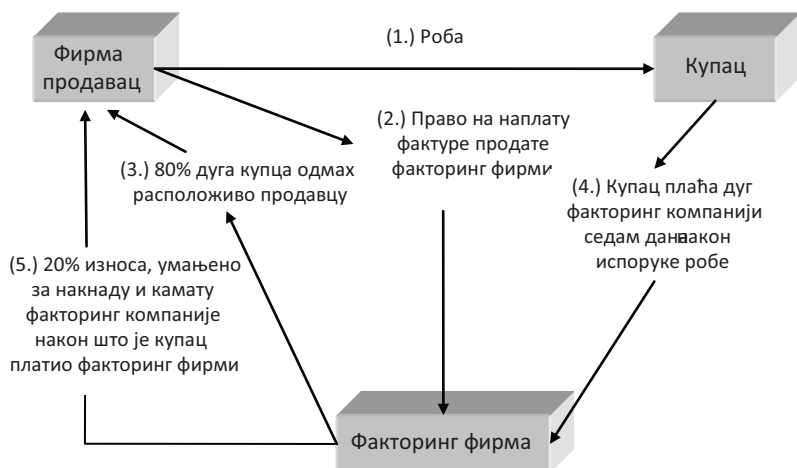 (1.) Роба
Фирма
продавац
Купац
(2.) Право на наплату
фактуре продате
факторинг фирми
(3.) 80% дуга купца одмах
расположиво продавцу
(4.) Купац плаћа дуг
факторинг компанији
седам дана након
испоруке робе
(5.) 20% износа, умањено
за накнаду и камату
факторинг компаније
након што је купац
платио факторинг фирми
Факторинг фирма